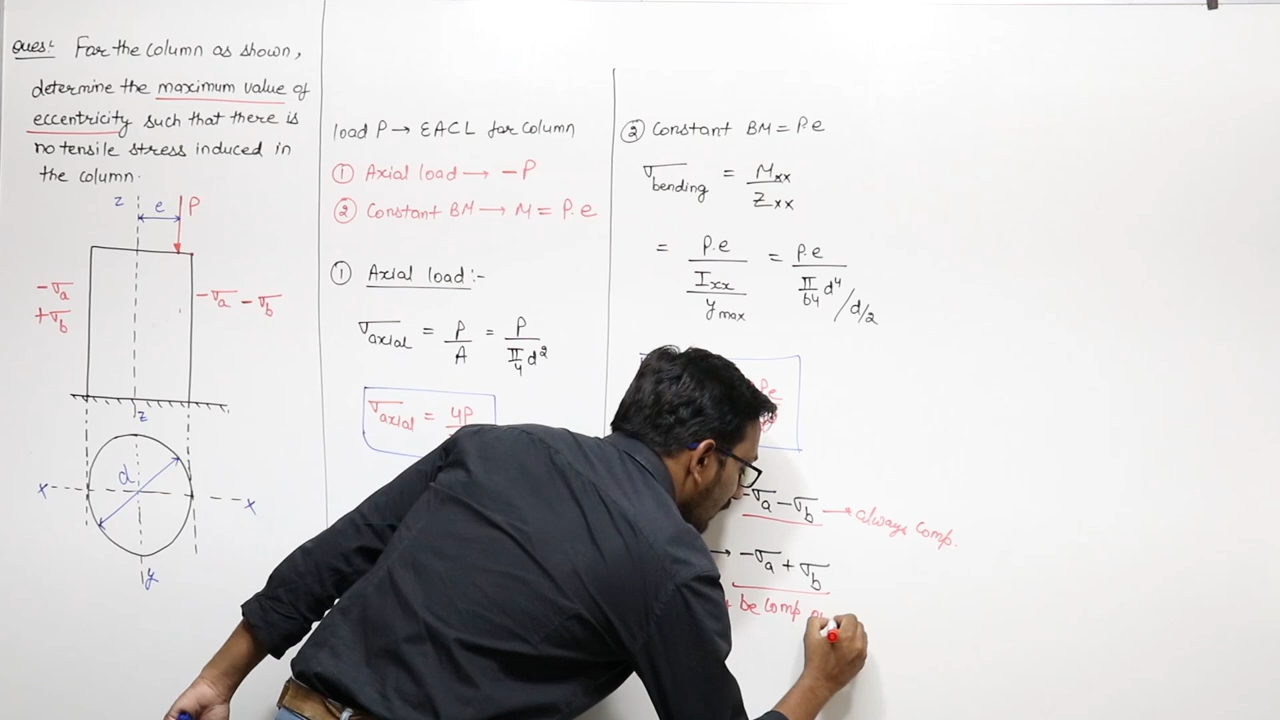 Ques:- For the column as shown,
determine the maximum value of
eccentricity such that there is
no tensile stress induced in
the column.
z e P
-σa
+σb
-σa - σb
z
d
x x
y
load P → EACL for column
① Axial load → -P
② Constant BM → M = P.e
① Axial load:-
σaxial = P/A = P/(π/4 d²)
σaxial = 4P
② Constant BM = P.e
σbending = Mxx/Zxx
= P.e/(Ixx/ymax) = P.e/(π/64 d⁴/d/2)
Pe
-σa - σb → always comp.
→ -σa + σb
be comp